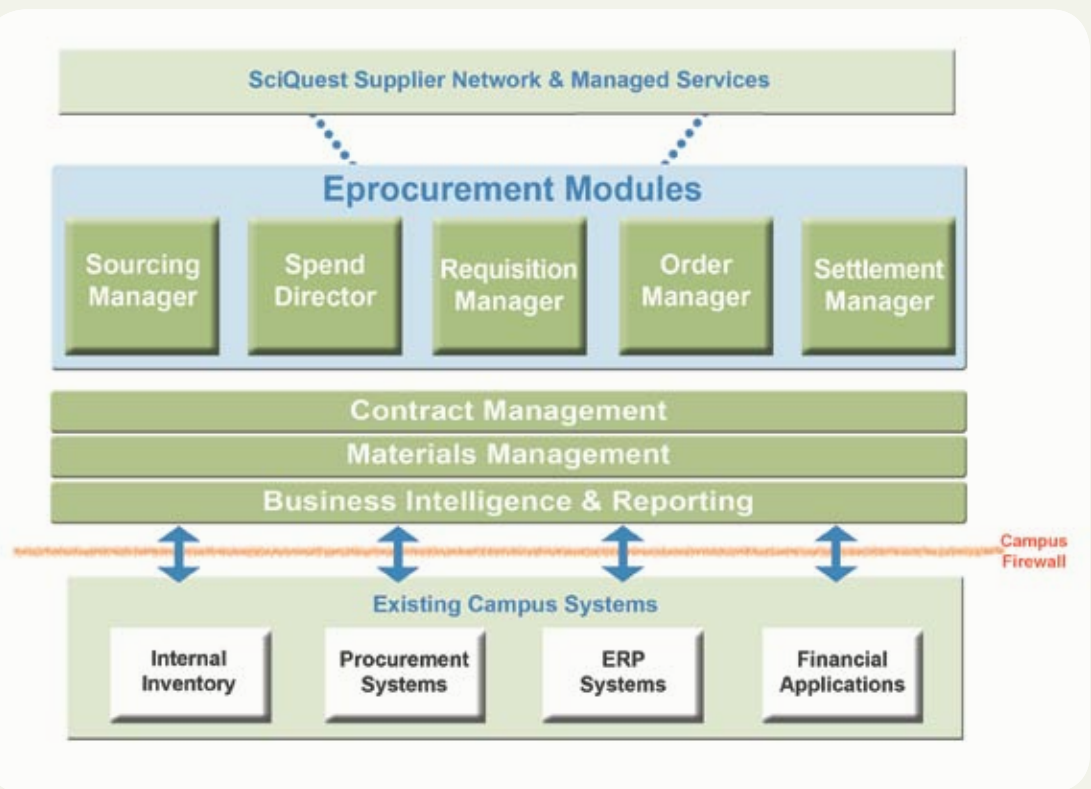 SciQuest Supplier Network & Managed Services
Eprocurement Modules
Sourcing
Manager
Spend
Director
Requisition
Manager
Order
Manager
Settlement
Manager
Contract Management
Materials Management
Business Intelligence & Reporting
Campus
Firewall
Existing Campus Systems
Internal
Inventory
Procurement
Systems
ERP
Systems
Financial
Applications